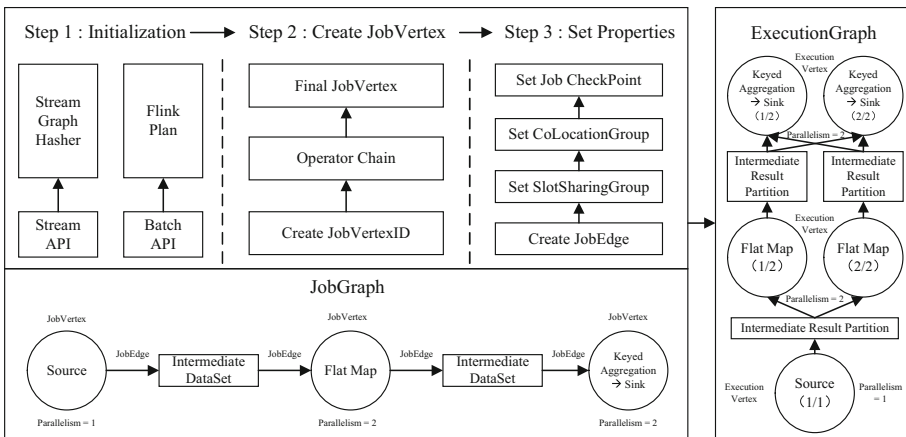 Step 1 : Initialization
Step 2 : Create JobVertex
Step 3 : Set Properties
Stream
Graph
Hasher
Flink
Plan
Stream
API
Batch
API
Final JobVertex
Operator Chain
Create JobVertexID
Set Job CheckPoint
Set CoLocationGroup
Set SlotSharingGroup
Create JobEdge
JobGraph
JobVertex
Source
Parallelism = 1
JobEdge
Intermediate
DataSet
JobEdge
JobVertex
Flat Map
Parallelism = 2
JobEdge
Intermediate
DataSet
JobEdge
JobVertex
Keyed
Aggregation
→ Sink
Parallelism = 2
ExecutionGraph
Execution
Vertex
Keyed
Aggregation
→ Sink
(1/2)
Keyed
Aggregation
→ Sink
(2/2)
Parallelism = 2
Intermediate
Result
Partition
Intermediate
Result
Partition
Execution
Vertex
Flat Map
(1/2)
Flat Map
(2/2)
Parallelism = 2
Intermediate Result Partition
Execution
Vertex
Source
(1/1)
Parallelism
= 1